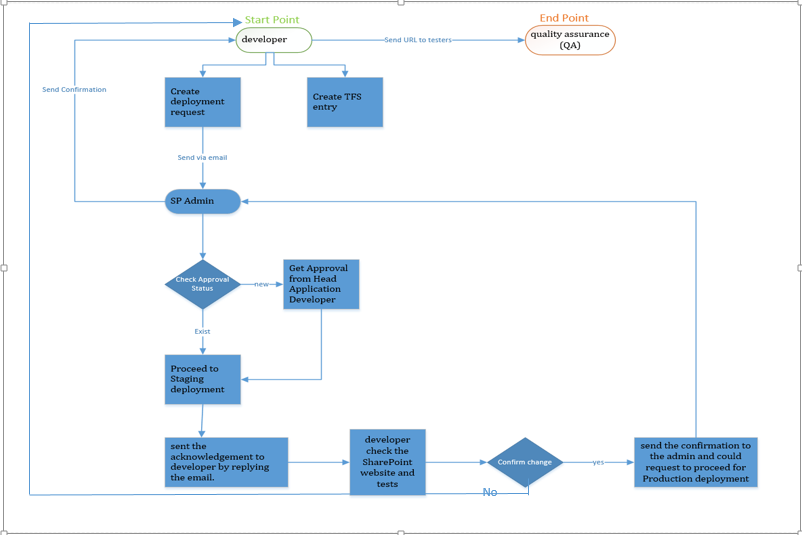 Start Point
End Point
developer
Send URL to testers
quality assurance
(QA)
Send Confirmation
Create
deployment
request
Create TFS
entry
Send via email
SP Admin
Check Approval
Status
new
Get Approval
from Head
Application
Developer
Exist
Proceed to
Staging
deployment
sent the
acknowledgement to
developer by replying
the email.
developer
check the
SharePoint
website and
tests
Confirm change
yes
send the confirmation to
the admin and could
request to proceed for
Production deployment
No